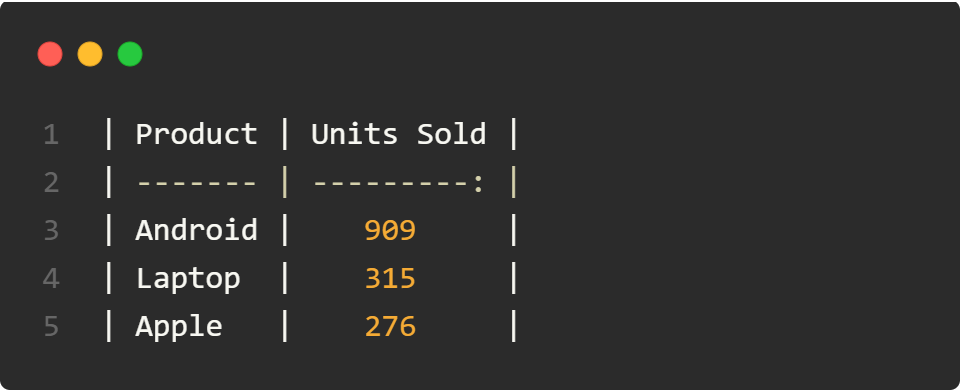 1 | Product | Units Sold |
2 | ------- | ---------: |
3 | Android |    909     |
4 | Laptop  |    315     |
5 | Apple   |    276     |